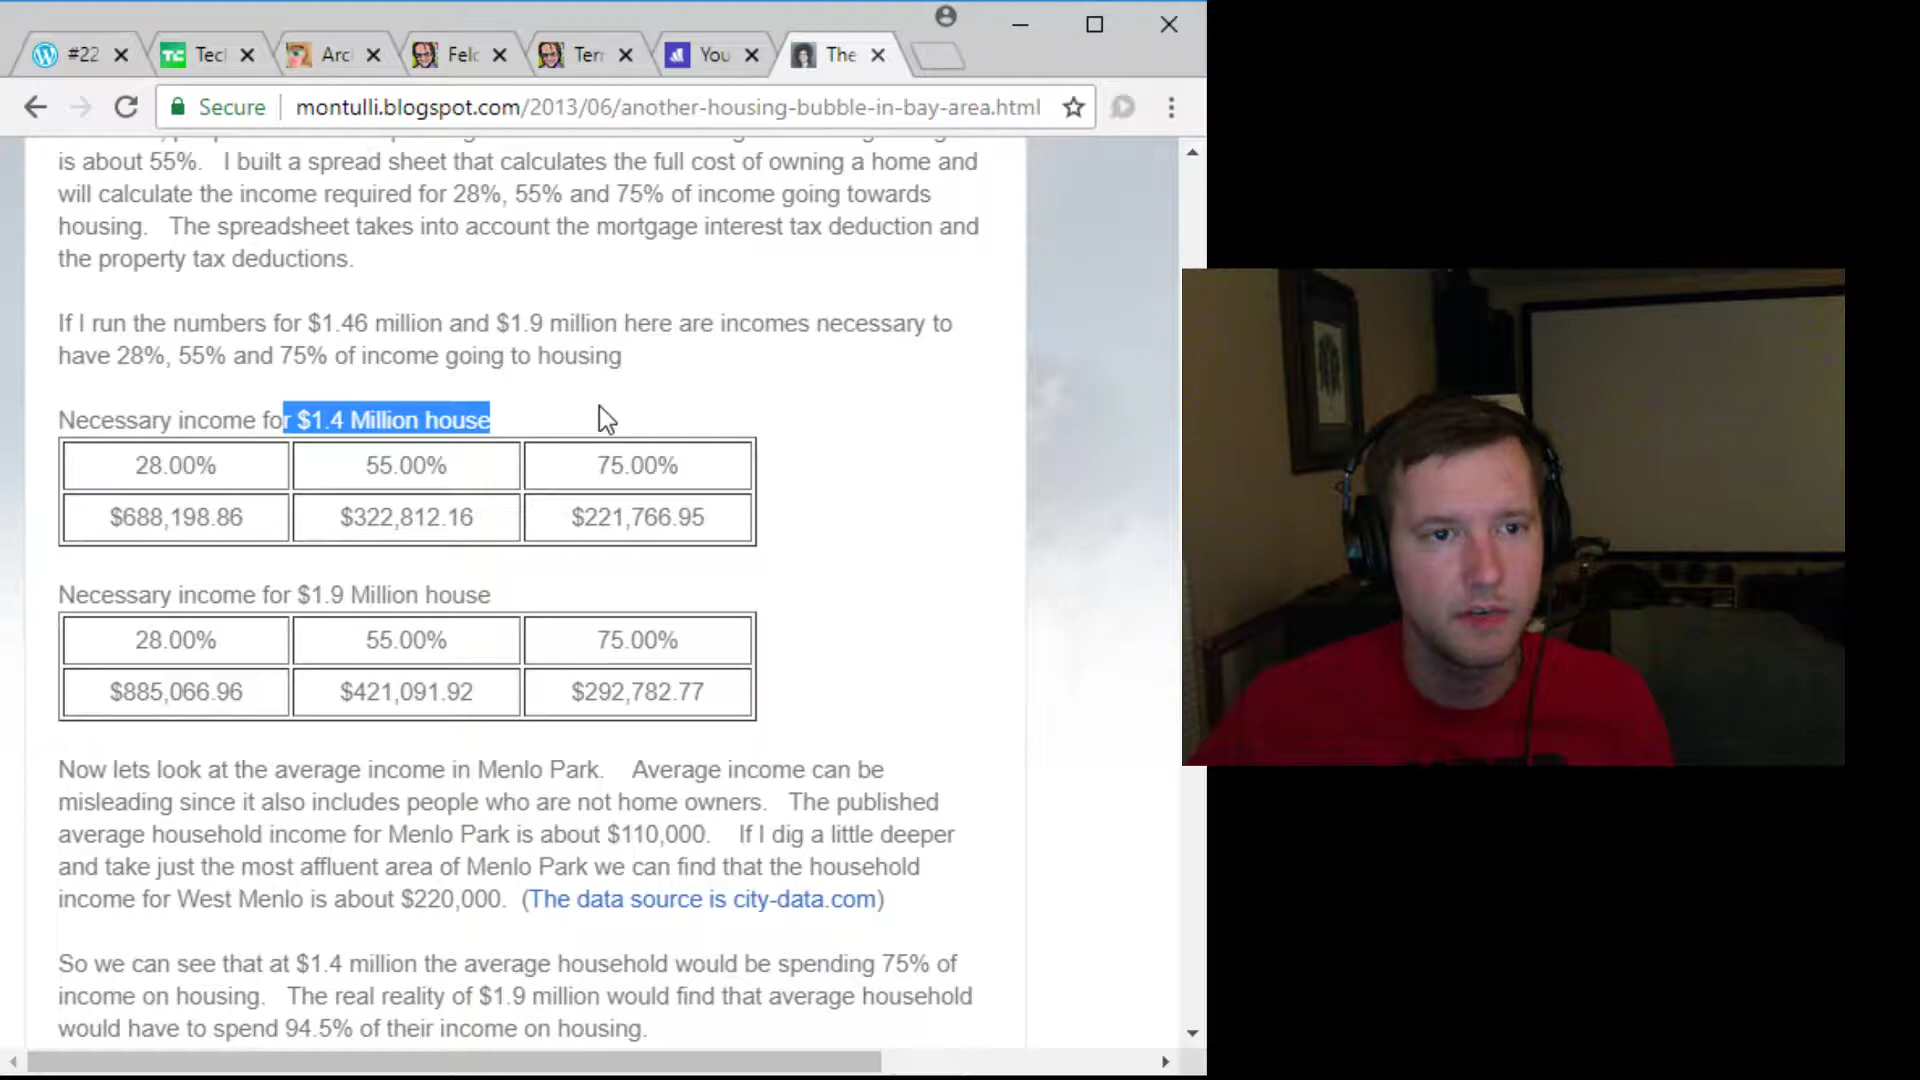 #22
TC
Tecl
Arcl
Felc
Terr
You
The
Secure
montulli.blogspot.com/2013/06/another-housing-bubble-in-bay-area.html
is about 55%. I built a spread sheet that calculates the full cost of owning a home and
will calculate the income required for 28%, 55% and 75% of income going towards
housing. The spreadsheet takes into account the mortgage interest tax deduction and
the property tax deductions.
If I run the numbers for $1.46 million and $1.9 million here are incomes necessary to
have 28%, 55% and 75% of income going to housing
Necessary income for $1.4 Million house
28.00% 55.00% 75.00%
$688,198.86 $322,812.16 $221,766.95
Necessary income for $1.9 Million house
28.00% 55.00% 75.00%
$885,066.96 $421,091.92 $292,782.77
Now lets look at the average income in Menlo Park. Average income can be
misleading since it also includes people who are not home owners. The published
average household income for Menlo Park is about $110,000. If I dig a little deeper
and take just the most affluent area of Menlo Park we can find that the household
income for West Menlo is about $220,000. (The data source is city-data.com)
So we can see that at $1.4 million the average household would be spending 75% of
income on housing. The real reality of $1.9 million would find that average household
would have to spend 94.5% of their income on housing.